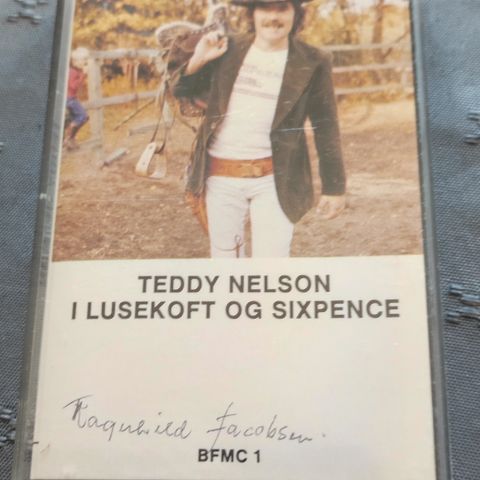 TEDDY NELSON
I LUSEKOFT OG SIXPENCE
Ragnhild Jacobsen.
BFMC 1